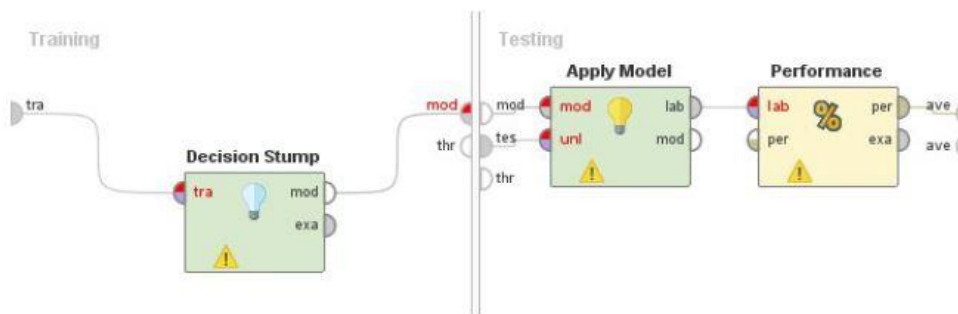 Training
tra
Decision Stump
tra
mod
exa
mod
thr
Testing
mod
tes
thr
Apply Model
mod
lab
unl
mod
Performance
%
lab
per
per
exa
ave
ave